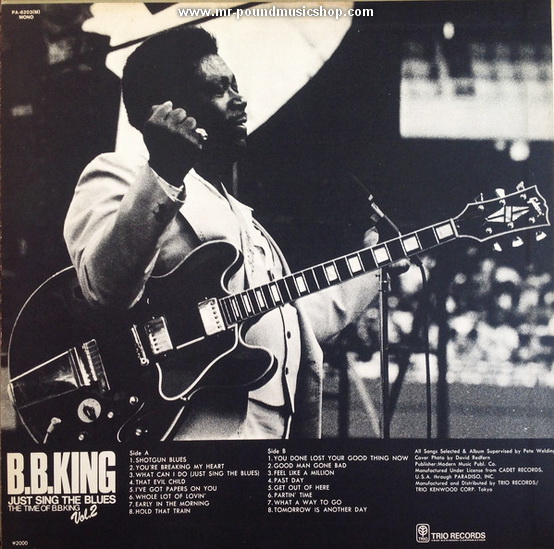 www.mr-poundmusicshop.com
PA-6203(M)
MONO
B.B.KING
JUST SING THE BLUES
THE TIME OF B.B.KING
Vol.2
Side A
1.SHOTGUN BLUES
2.YOU'RE BREAKING MY HEART
3.WHAT CAN I DO (JUST SING THE BLUES)
4.THAT EVIL CHILD
5.I'VE GOT PAPERS ON YOU
6.WHOLE LOT OF LOVIN'
7.EARLY IN THE MORNING
8.HOLD THAT TRAIN
Side B
1.YOU DONE LOST YOUR GOOD THING NOW
2.GOOD MAN GONE BAD
3.FEEL LIKE A MILLION
4.PAST DAY
5.GET OUT OF HERE
6.PARTIN' TIME
7.WHAT A WAY TO GO
8.TOMORROW IS ANOTHER DAY
All Songs Selected & Album Supervised by Pete Welding
Cover Photo by David Redfern
Publisher:Modern Music Publ. Co.
Manufactured Under License from CADET RECORDS,
U.S.A. through PARADISO, INC
Manufactured and Distributed by TRIO RECORDS/
TRIO KENWOOD CORP. Tokyo
TRIO RECORDS
¥2000